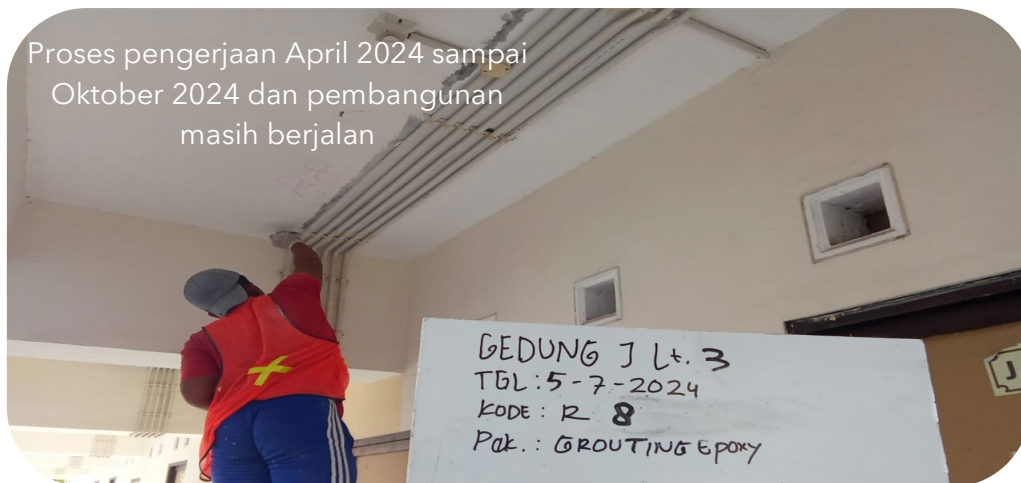 Proses pengerjaan April 2024 sampai
Oktober 2024 dan pembangunan
masih berjalan
R-8
GEDUNG J Lt. 3
TGL : 5-7-2024
KODE : R 8
Pek. : GROUTING Epoxy
J